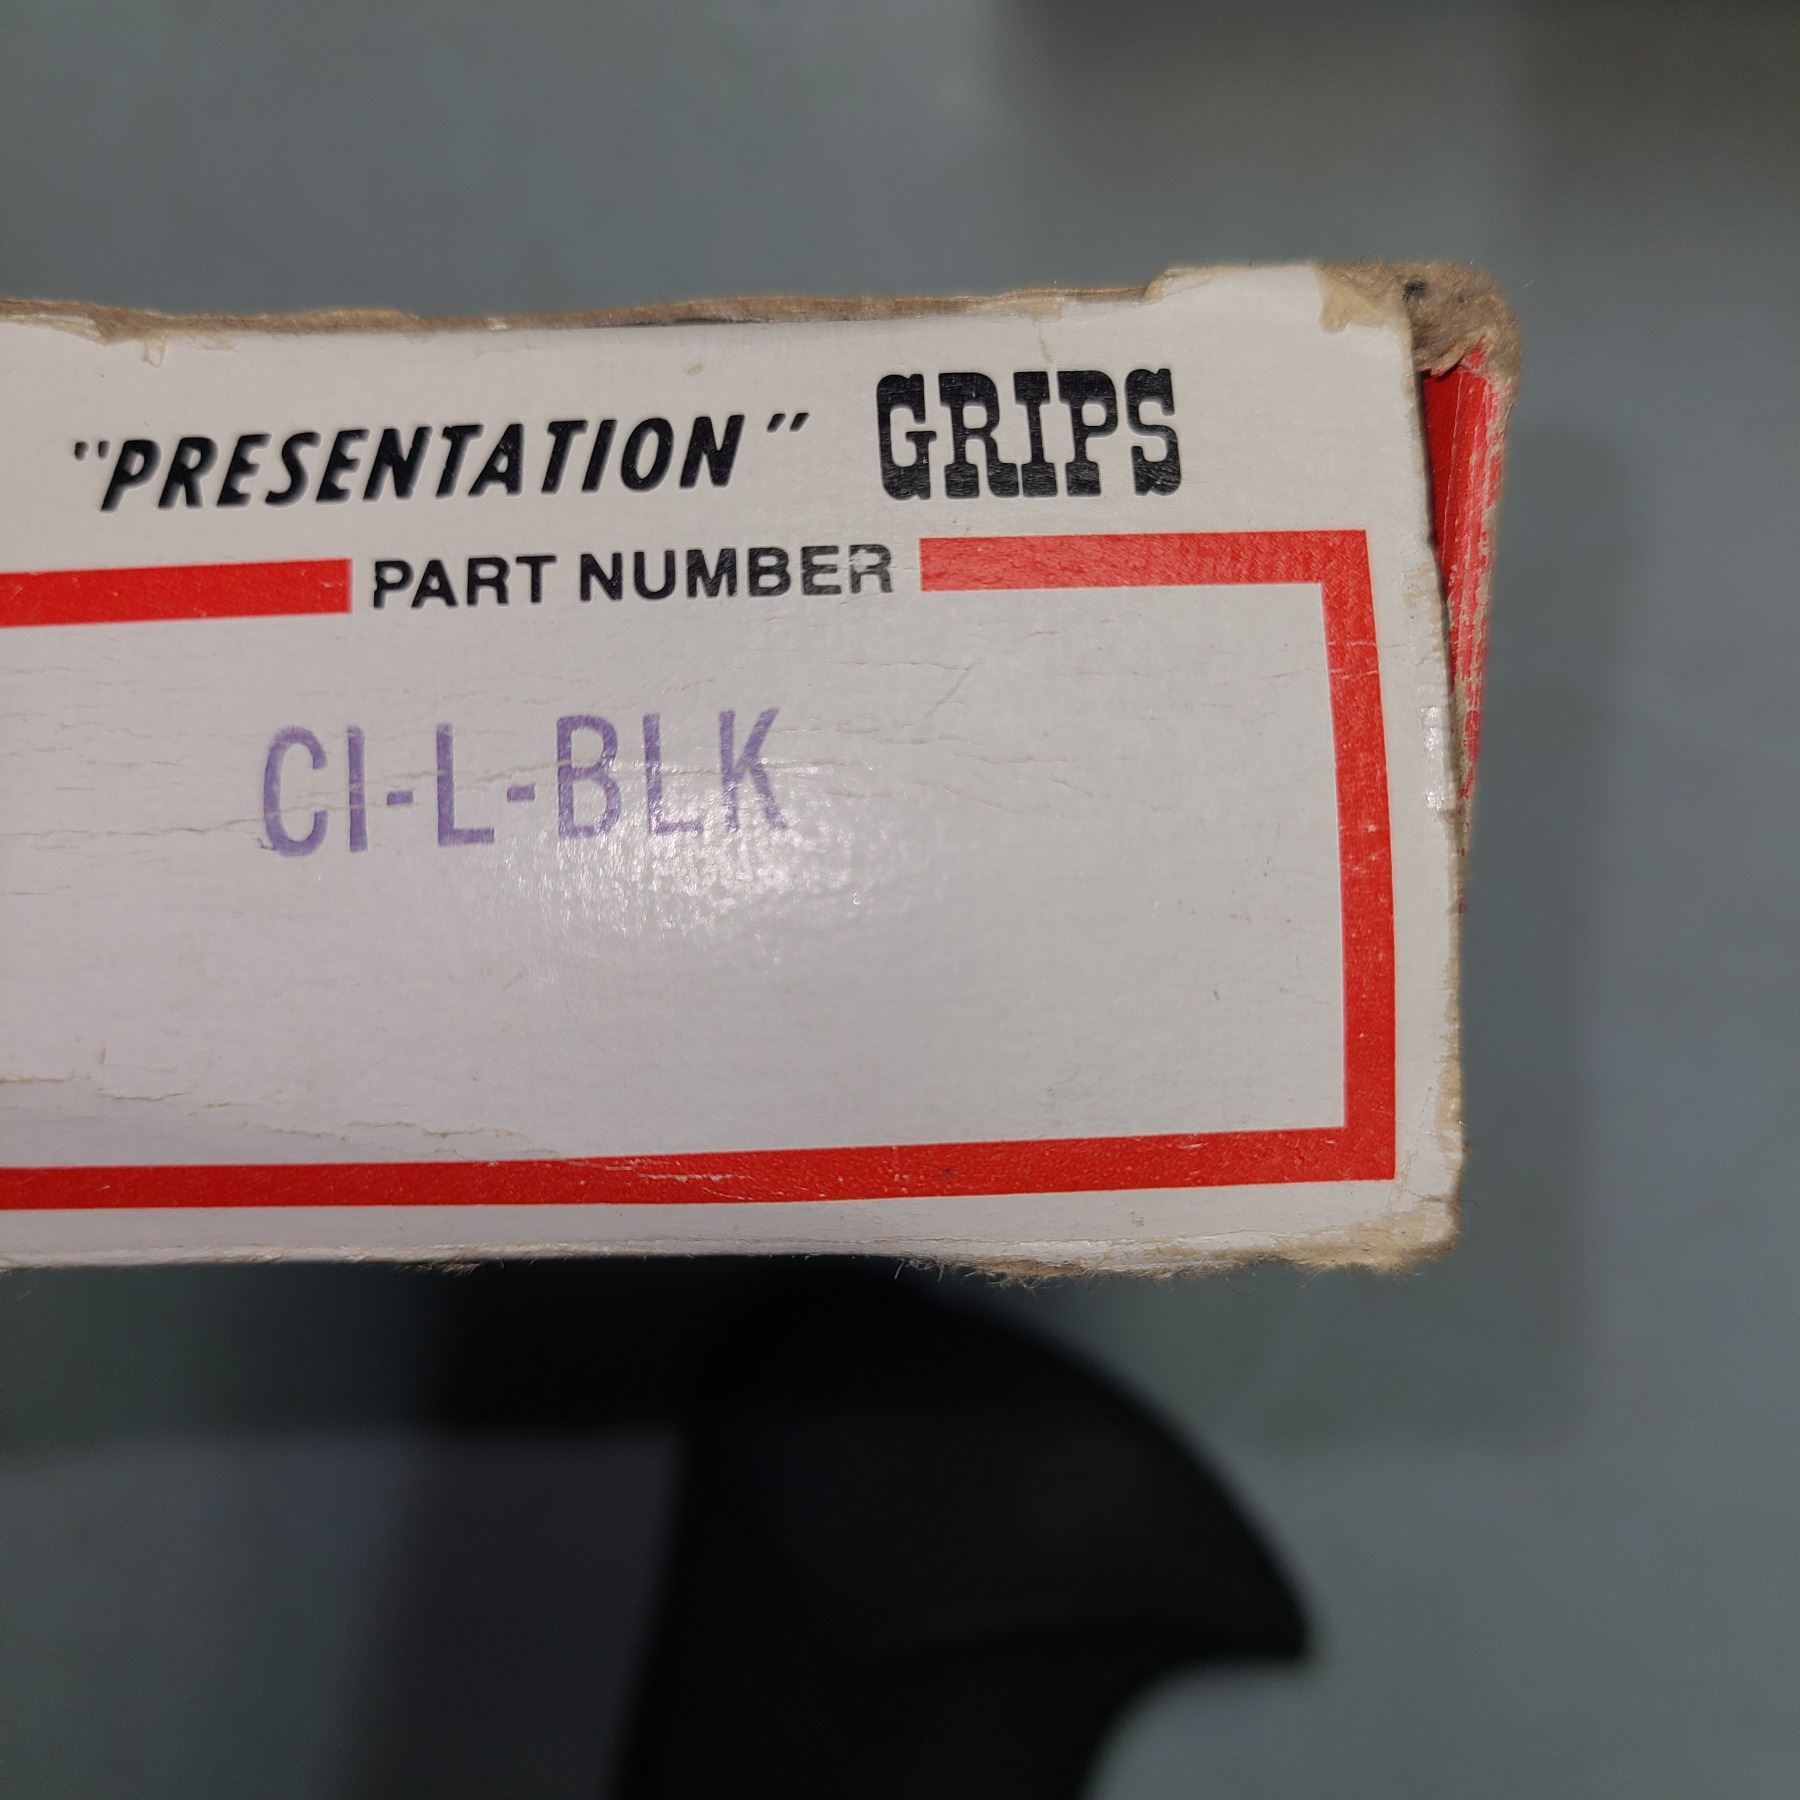 "PRESENTATION" GRIPS
PART NUMBER
CI-L-BLK